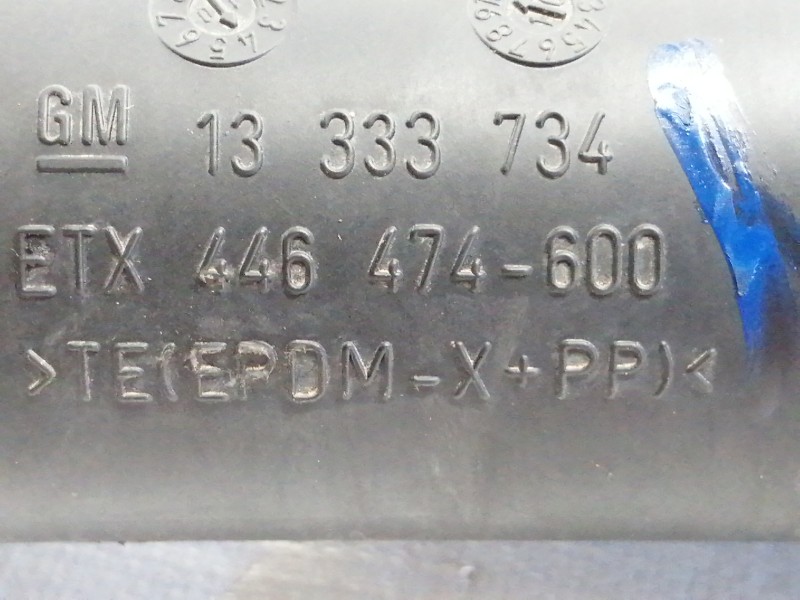 GM 13 333 734
ETX 446 474-600
>TE(EPDM-X+PP)<